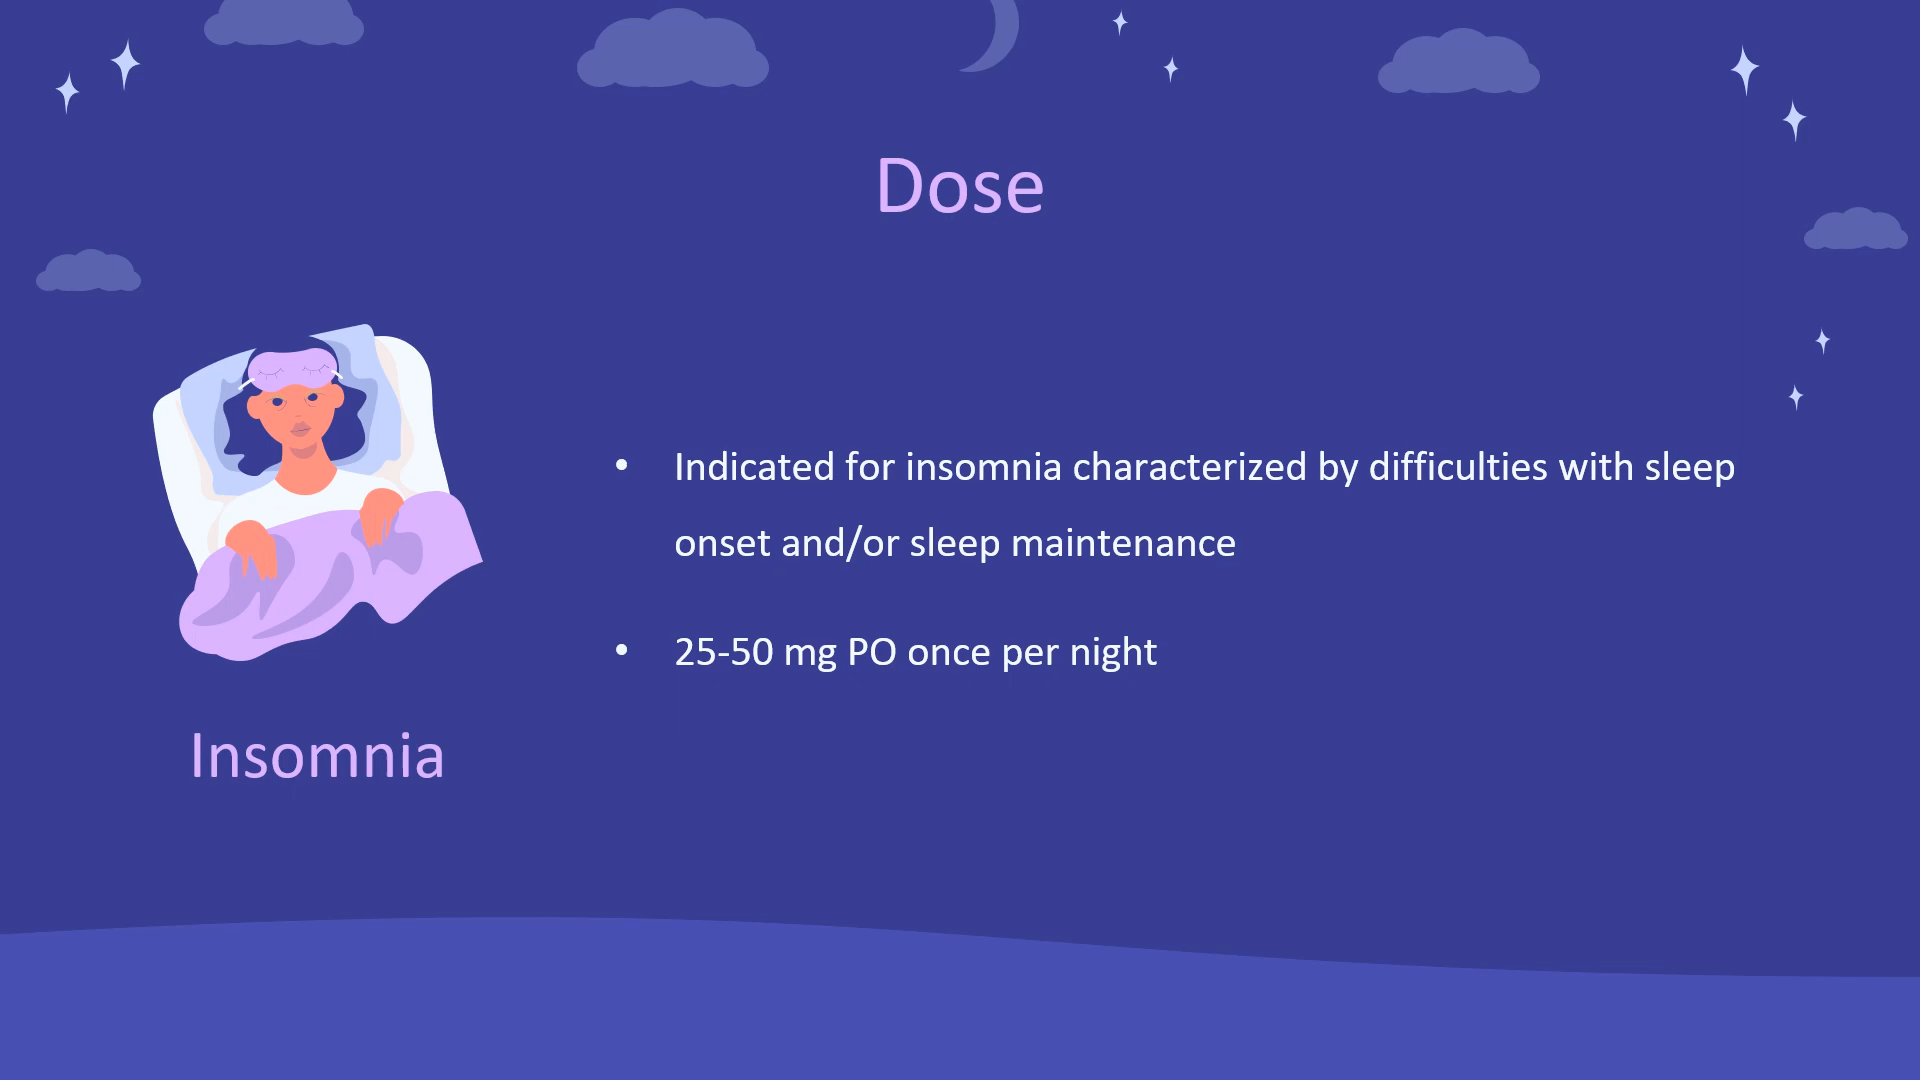 Dose
• Indicated for insomnia characterized by difficulties with sleep
onset and/or sleep maintenance
• 25-50 mg PO once per night
Insomnia